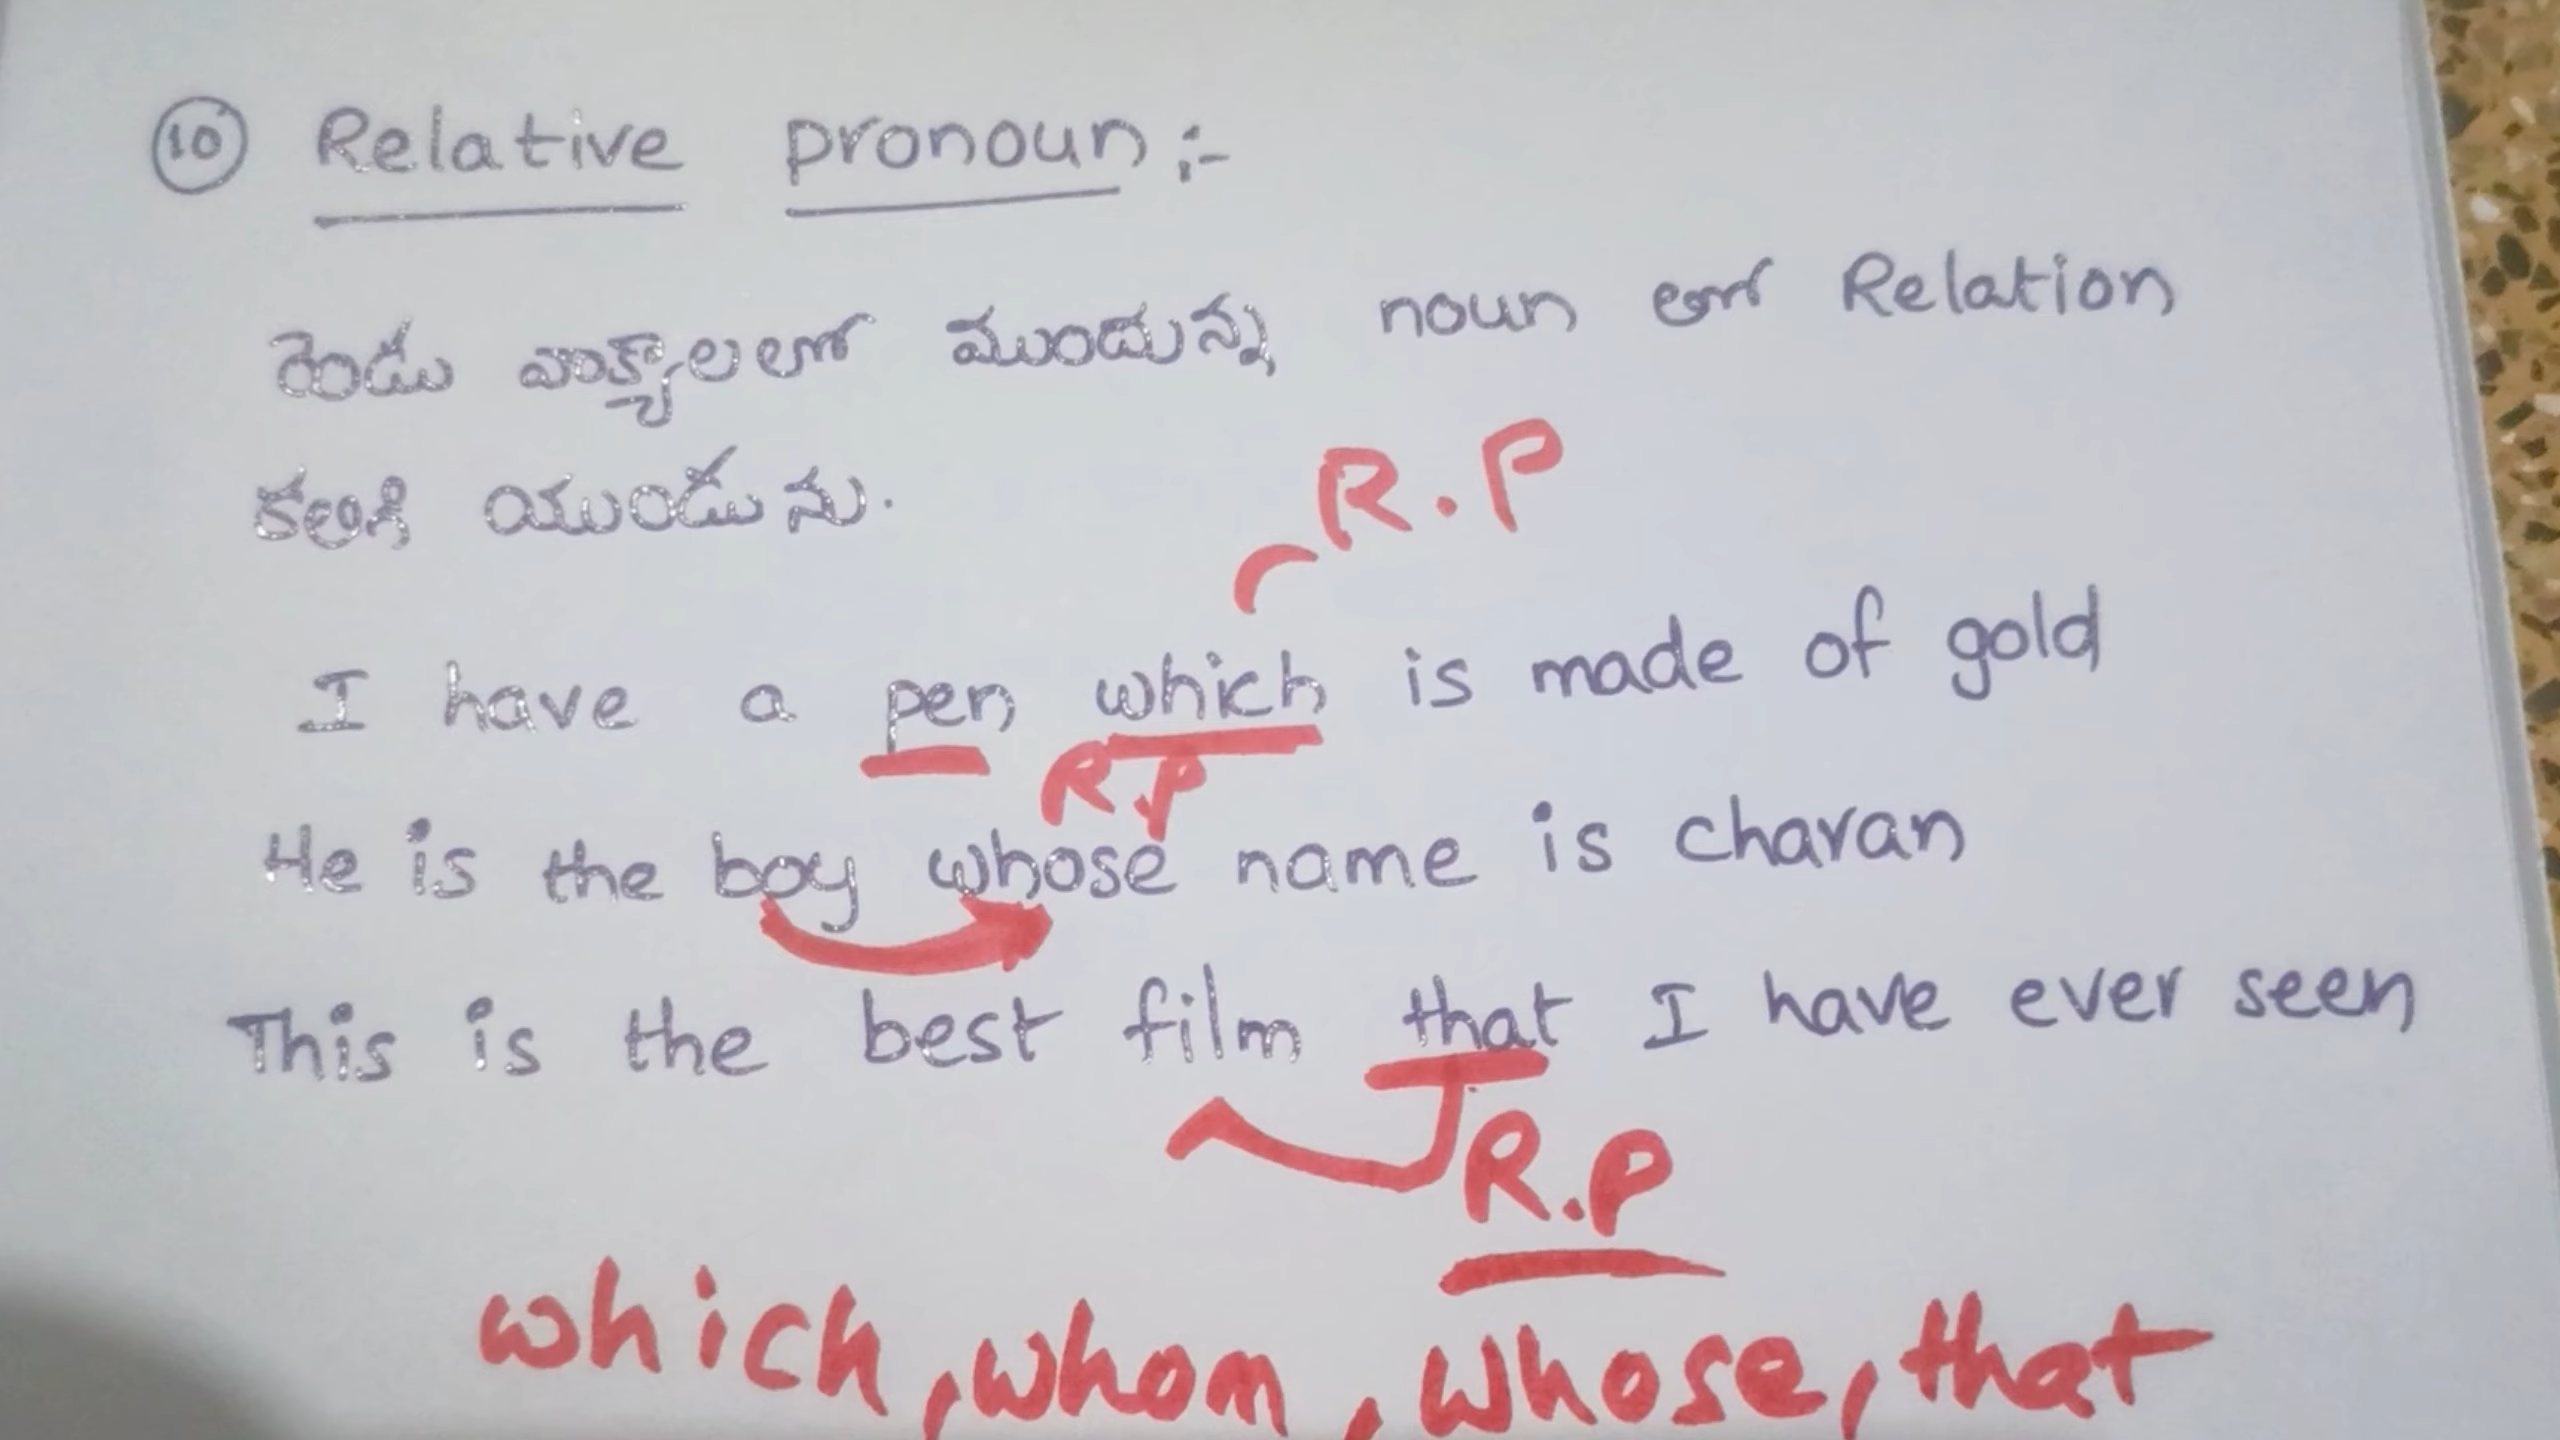 10 Relative pronoun :-
రెండు వాక్యాలలో ముందున్న noun తో Relation
కలిగి యుండును.
R.P
I have a pen which is made of gold
R.P
He is the boy whose name is charan
This is the best film that I have ever seen
R.P
which, whom, whose, that